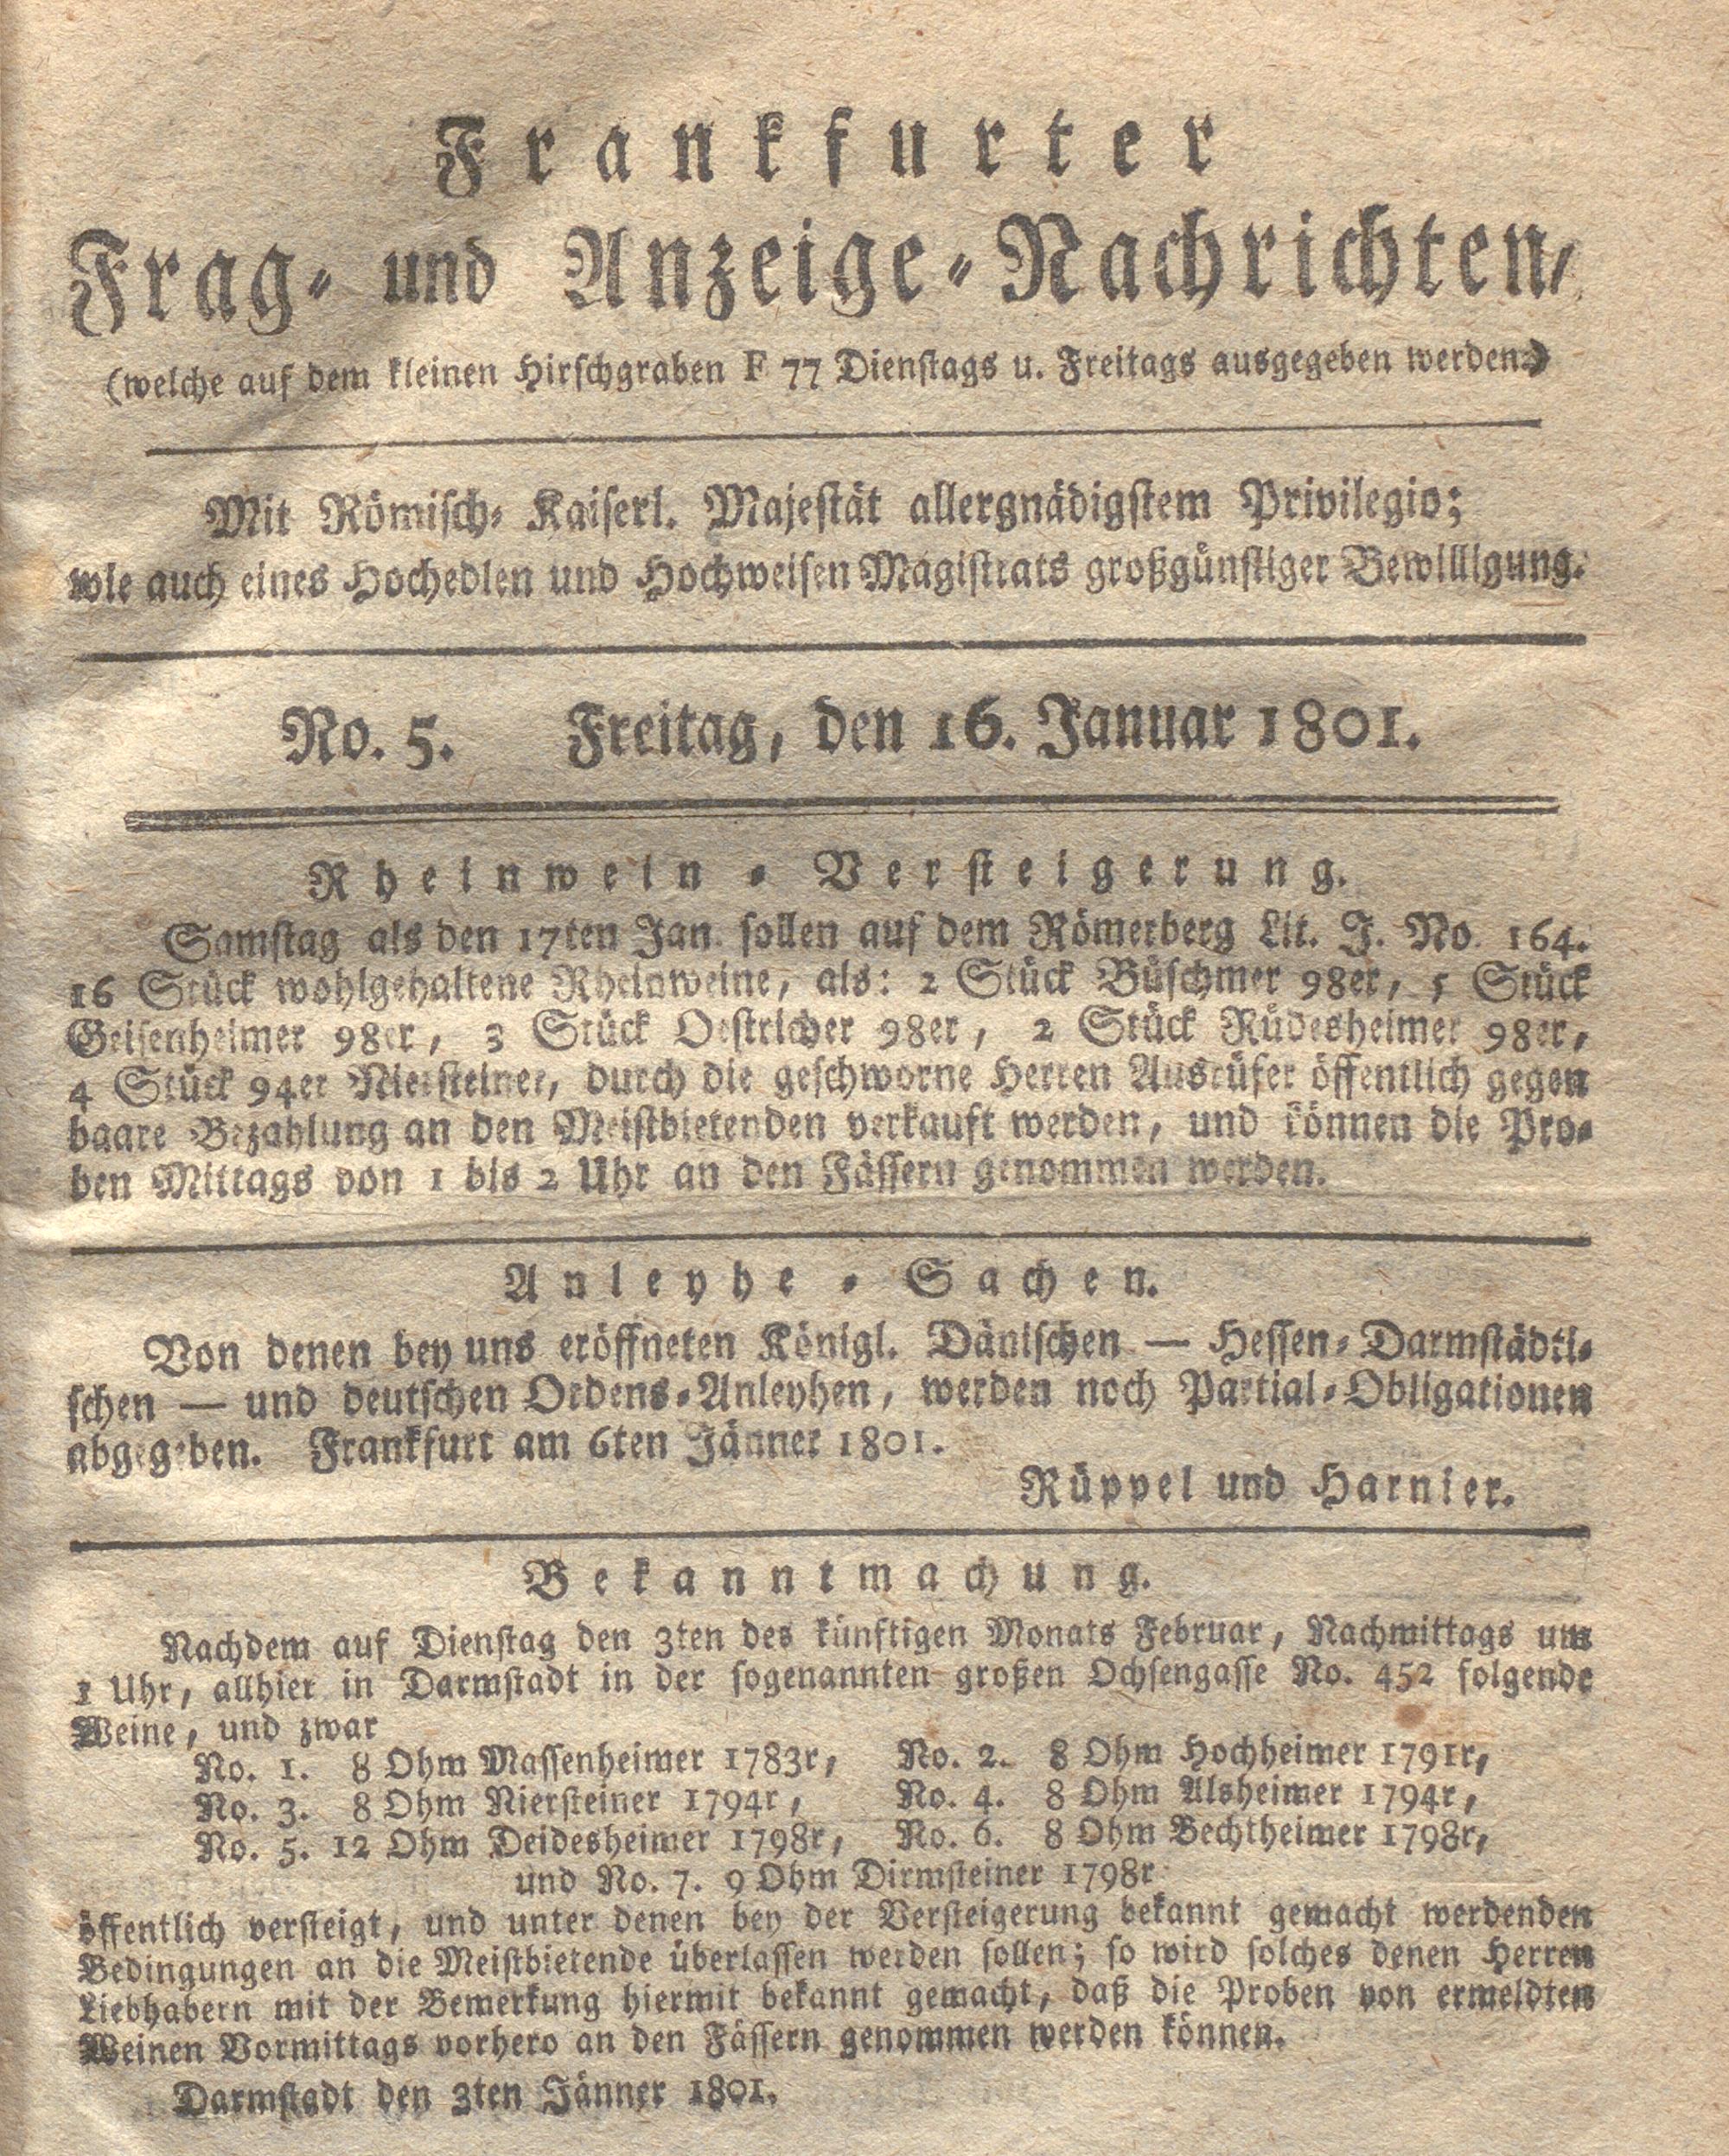 Frankfurter
Frag- und Anzeige-Nachrichten,
(welche auf dem kleinen Hirschgraben F 77 Dienstags u. Freitags ausgegeben werden.)
Mit Römisch- Kaiserl. Majestät allergnädigstem Privilegio;
wie auch eines Hochedlen und Hochweisen Magistrats großgünstiger Bewilligung.
No. 5. Freitag, den 16. Januar 1801.
Rheinwein-Versteigerung.
Samstag als den 17ten Jan. sollen auf dem Römerberg Lit. J. No. 164.
16 Stück wohlgehaltene Rheinweine, als: 2 Stück Büschmer 98er, 5 Stück
Geisenheimer 98er, 3 Stück Oestricher 98er, 2 Stück Rüdesheimer 98er,
4 Stück 94er Niersteiner, durch die geschworne Herren Ausrüfer öffentlich gegen
baare Bezahlung an den Meistbietenden verkauft werden, und können die Pro-
ben Mittags von 1 bis 2 Uhr an den Fässern genommen werden.
Anleyhe-Sachen.
Von denen bey uns eröffneten Königl. Dänischen — Hessen-Darmstädti-
schen — und deutschen Ordens-Anleyhen, werden noch Partial-Obligationen
abgegeben. Frankfurt am 6ten Jänner 1801.
Rüppel und Harnier.
Bekanntmachung.
Nachdem auf Dienstag den 3ten des künftigen Monats Februar, Nachmittags um
1 Uhr, allhier in Darmstadt in der sogenannten großen Ochsengasse No. 452 folgende
Weine, und zwar
No. 1. 8 Ohm Massenheimer 1783r, No. 2. 8 Ohm Hochheimer 1791r,
No. 3. 8 Ohm Niersteiner 1794r, No. 4. 8 Ohm Alsheimer 1794r,
No. 5. 12 Ohm Deidesheimer 1798r, No. 6. 8 Ohm Bechtheimer 1798r,
und No. 7. 9 Ohm Dirmsteiner 1798r
öffentlich versteigt, und unter denen bey der Versteigerung bekannt gemacht werdenden
Bedingungen an die Meistbietende überlassen werden sollen; so wird solches denen Herren
Liebhabern mit der Bemerkung hiermit bekannt gemacht, daß die Proben von ermeldten
Weinen Vormittags vorhero an den Fässern genommen werden können.
Darmstadt den 3ten Jänner 1801.